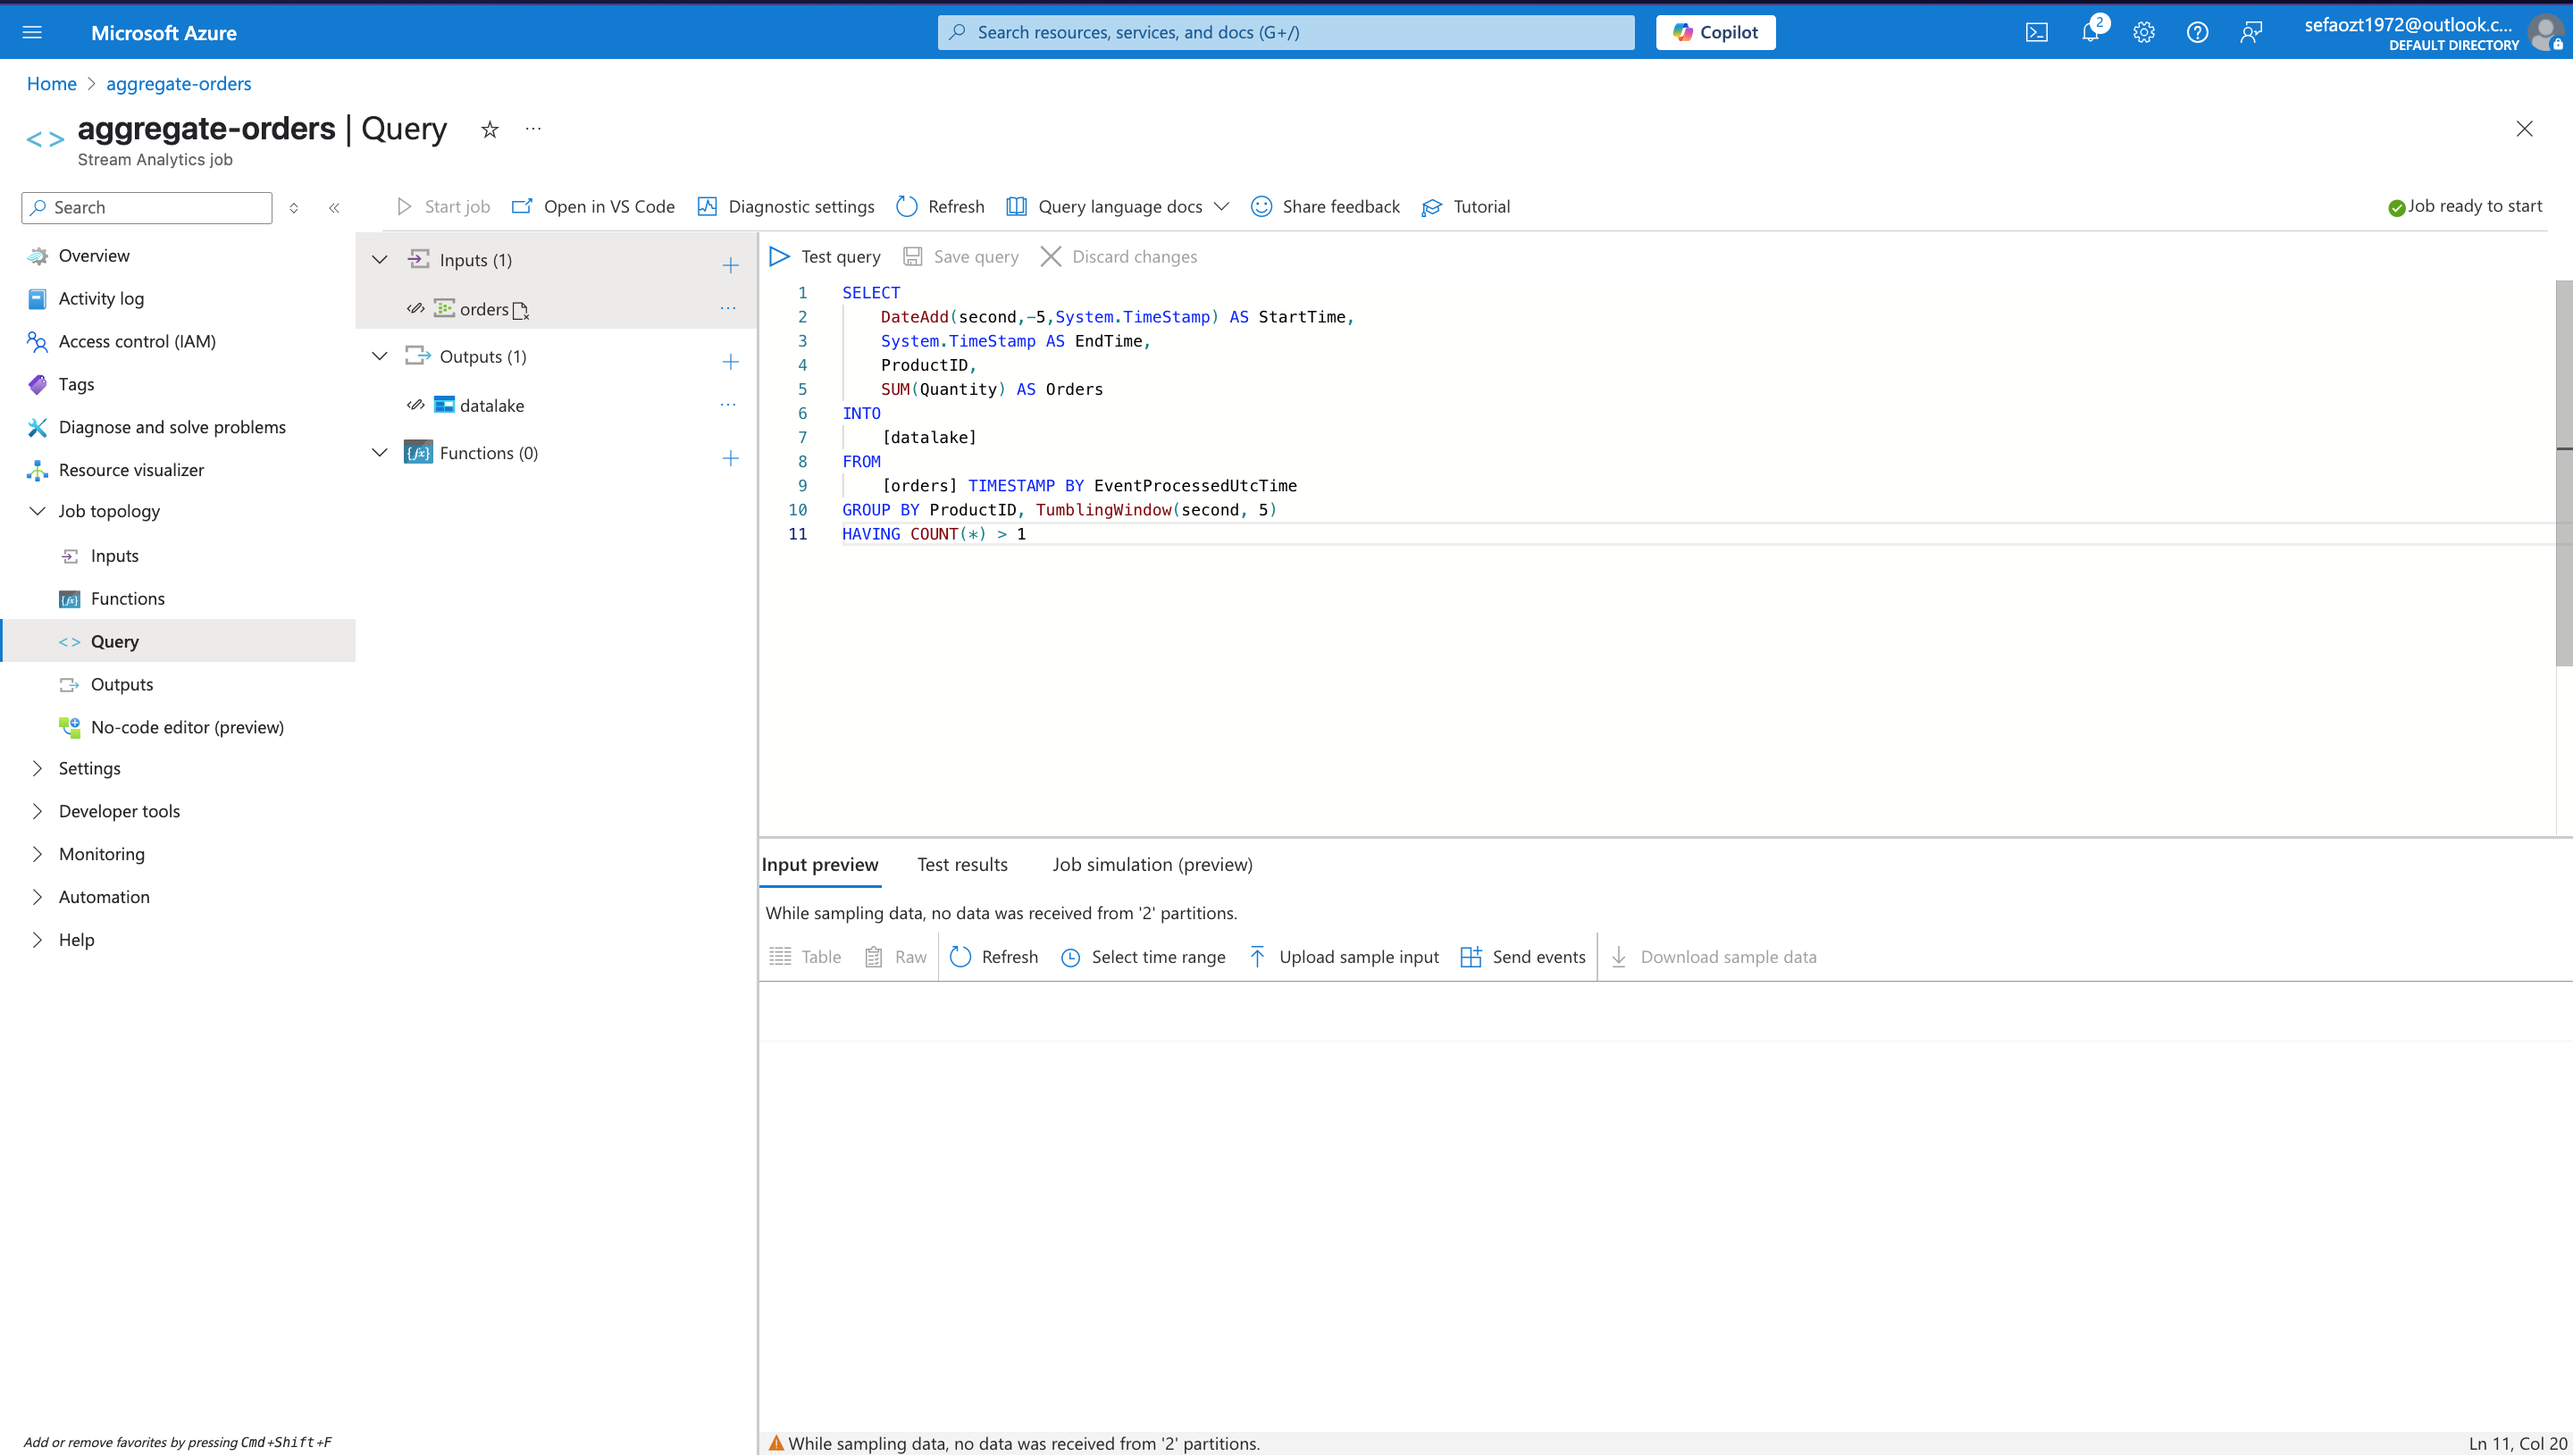 Microsoft Azure
Search resources, services, and docs (G+/)
Copilot
2
sefaozt1972@outlook.c...
DEFAULT DIRECTORY
Home > aggregate-orders
aggregate-orders | Query
Stream Analytics job
Search
Start job
Open in VS Code
Diagnostic settings
Refresh
Query language docs
Share feedback
Tutorial
Job ready to start
Overview
Activity log
Access control (IAM)
Tags
Diagnose and solve problems
Resource visualizer
Job topology
Inputs
Functions
Query
Outputs
No-code editor (preview)
Settings
Developer tools
Monitoring
Automation
Help
Add or remove favorites by pressing Cmd+Shift+F
Inputs (1)
orders
Outputs (1)
datalake
Functions (0)
Test query
Save query
Discard changes
1 SELECT
2 DateAdd(second,-5,System.TimeStamp) AS StartTime,
3 System.TimeStamp AS EndTime,
4 ProductID,
5 SUM(Quantity) AS Orders
6 INTO
7 [datalake]
8 FROM
9 [orders] TIMESTAMP BY EventProcessedUtcTime
10 GROUP BY ProductID, TumblingWindow(second, 5)
11 HAVING COUNT(*) > 1
Input preview
Test results
Job simulation (preview)
While sampling data, no data was received from '2' partitions.
Table
Raw
Refresh
Select time range
Upload sample input
Send events
Download sample data
While sampling data, no data was received from '2' partitions.
Ln 11, Col 20